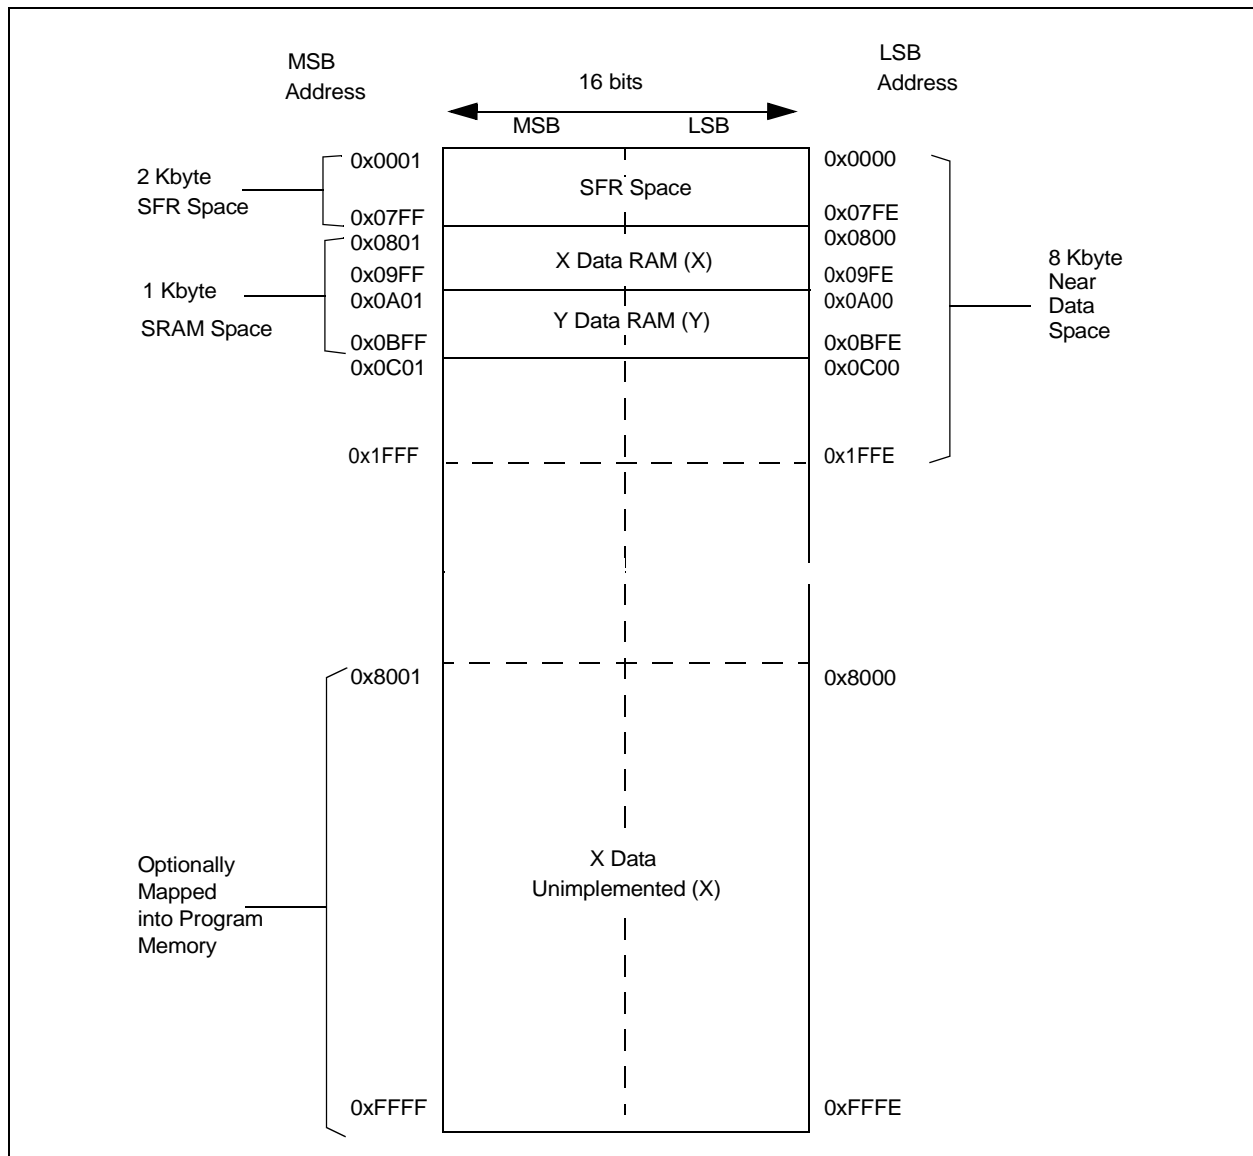 MSB
Address
16 bits
LSB
Address
MSB LSB
2 Kbyte
SFR Space
0x0001
SFR Space
0x0000
0x07FF
0x07FE
0x0801
0x0800
1 Kbyte
SRAM Space
X Data RAM (X)
0x09FF
0x09FE
0x0A01
0x0A00
Y Data RAM (Y)
0x0BFF
0x0BFE
0x0C01
0x0C00
8 Kbyte
Near
Data
Space
0x1FFF
0x1FFE
0x8001
0x8000
Optionally
Mapped
into Program
Memory
X Data
Unimplemented (X)
0xFFFF
0xFFFE